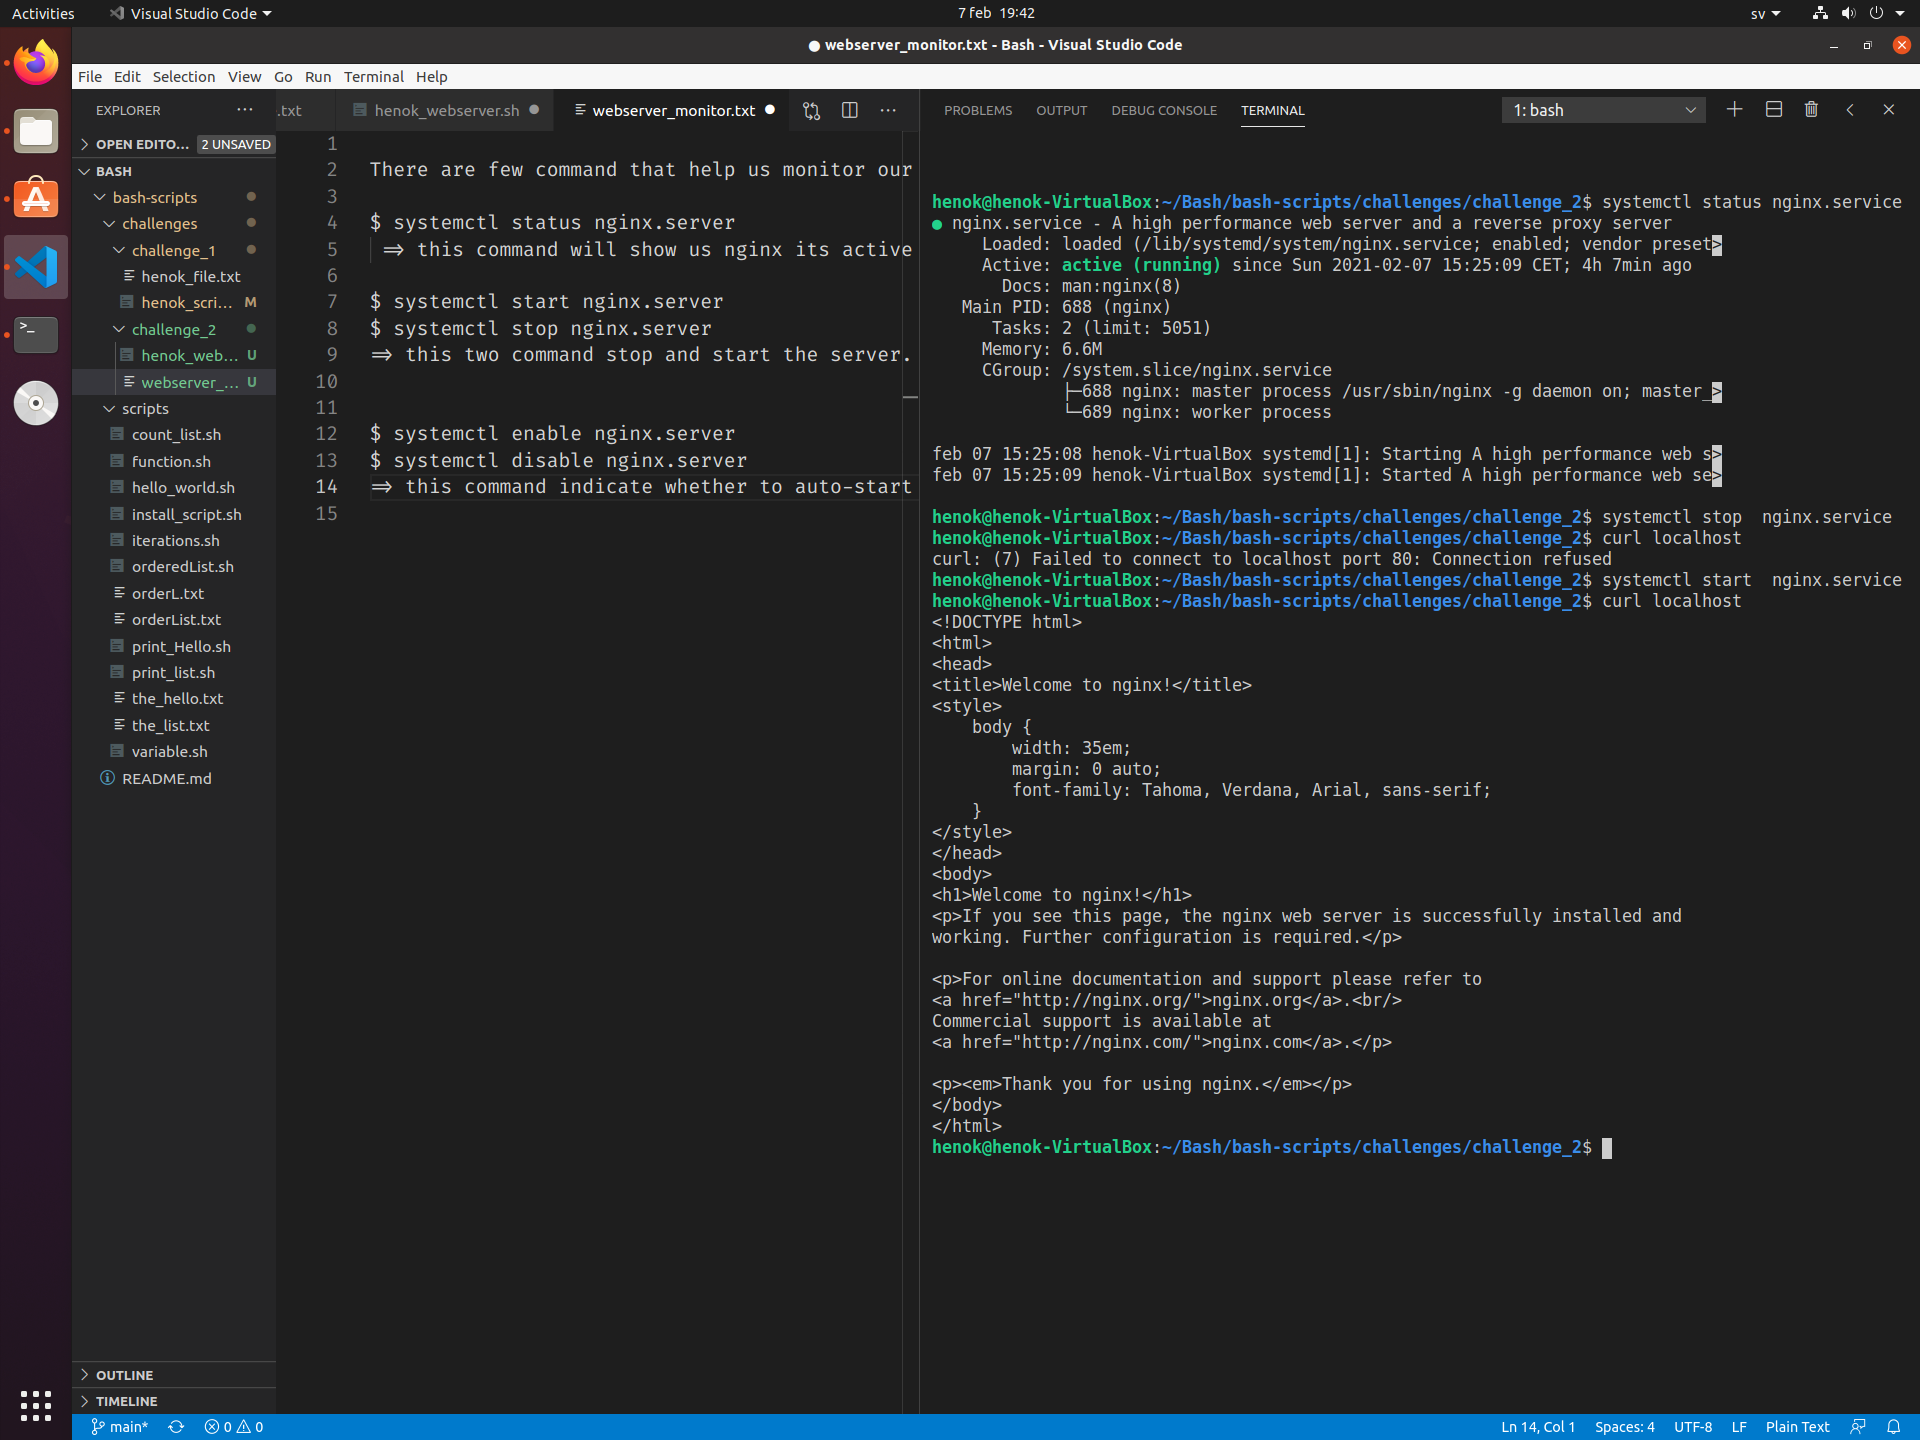 Activities
Visual Studio Code
7 feb 19:42
sv
● webserver_monitor.txt - Bash - Visual Studio Code
File Edit Selection View Go Run Terminal Help
EXPLORER
OPEN EDITO... 2 UNSAVED
BASH
bash-scripts
challenges
challenge_1
henok_file.txt
henok_scri... M
challenge_2
henok_web... U
webserver_... U
scripts
count_list.sh
function.sh
hello_world.sh
install_script.sh
iterations.sh
orderedList.sh
orderL.txt
orderList.txt
print_Hello.sh
print_list.sh
the_hello.txt
the_list.txt
variable.sh
README.md
OUTLINE
TIMELINE
.txt henok_webserver.sh webserver_monitor.txt
1
2 There are few command that help us monitor our
3
4 $ systemctl status nginx.server
5 => this command will show us nginx its active
6
7 $ systemctl start nginx.server
8 $ systemctl stop nginx.server
9 => this two command stop and start the server.
10
11
12 $ systemctl enable nginx.server
13 $ systemctl disable nginx.server
14 => this command indicate whether to auto-start
15
PROBLEMS OUTPUT DEBUG CONSOLE TERMINAL
1: bash
henok@henok-VirtualBox:~/Bash/bash-scripts/challenges/challenge_2$ systemctl status nginx.service
● nginx.service - A high performance web server and a reverse proxy server
Loaded: loaded (/lib/systemd/system/nginx.service; enabled; vendor preset>
Active: active (running) since Sun 2021-02-07 15:25:09 CET; 4h 7min ago
Docs: man:nginx(8)
Main PID: 688 (nginx)
Tasks: 2 (limit: 5051)
Memory: 6.6M
CGroup: /system.slice/nginx.service
├─688 nginx: master process /usr/sbin/nginx -g daemon on; master_>
└─689 nginx: worker process
feb 07 15:25:08 henok-VirtualBox systemd[1]: Starting A high performance web s>
feb 07 15:25:09 henok-VirtualBox systemd[1]: Started A high performance web se>
henok@henok-VirtualBox:~/Bash/bash-scripts/challenges/challenge_2$ systemctl stop  nginx.service
henok@henok-VirtualBox:~/Bash/bash-scripts/challenges/challenge_2$ curl localhost
curl: (7) Failed to connect to localhost port 80: Connection refused
henok@henok-VirtualBox:~/Bash/bash-scripts/challenges/challenge_2$ systemctl start  nginx.service
henok@henok-VirtualBox:~/Bash/bash-scripts/challenges/challenge_2$ curl localhost
<!DOCTYPE html>
<html>
<head>
<title>Welcome to nginx!</title>
<style>
body {
width: 35em;
margin: 0 auto;
font-family: Tahoma, Verdana, Arial, sans-serif;
}
</style>
</head>
<body>
<h1>Welcome to nginx!</h1>
<p>If you see this page, the nginx web server is successfully installed and
working. Further configuration is required.</p>
<p>For online documentation and support please refer to
<a href="http://nginx.org/">nginx.org</a>.<br/>
Commercial support is available at
<a href="http://nginx.com/">nginx.com</a>.</p>
<p><em>Thank you for using nginx.</em></p>
</body>
</html>
henok@henok-VirtualBox:~/Bash/bash-scripts/challenges/challenge_2$
main* 0 0
Ln 14, Col 1 Spaces: 4 UTF-8 LF Plain Text